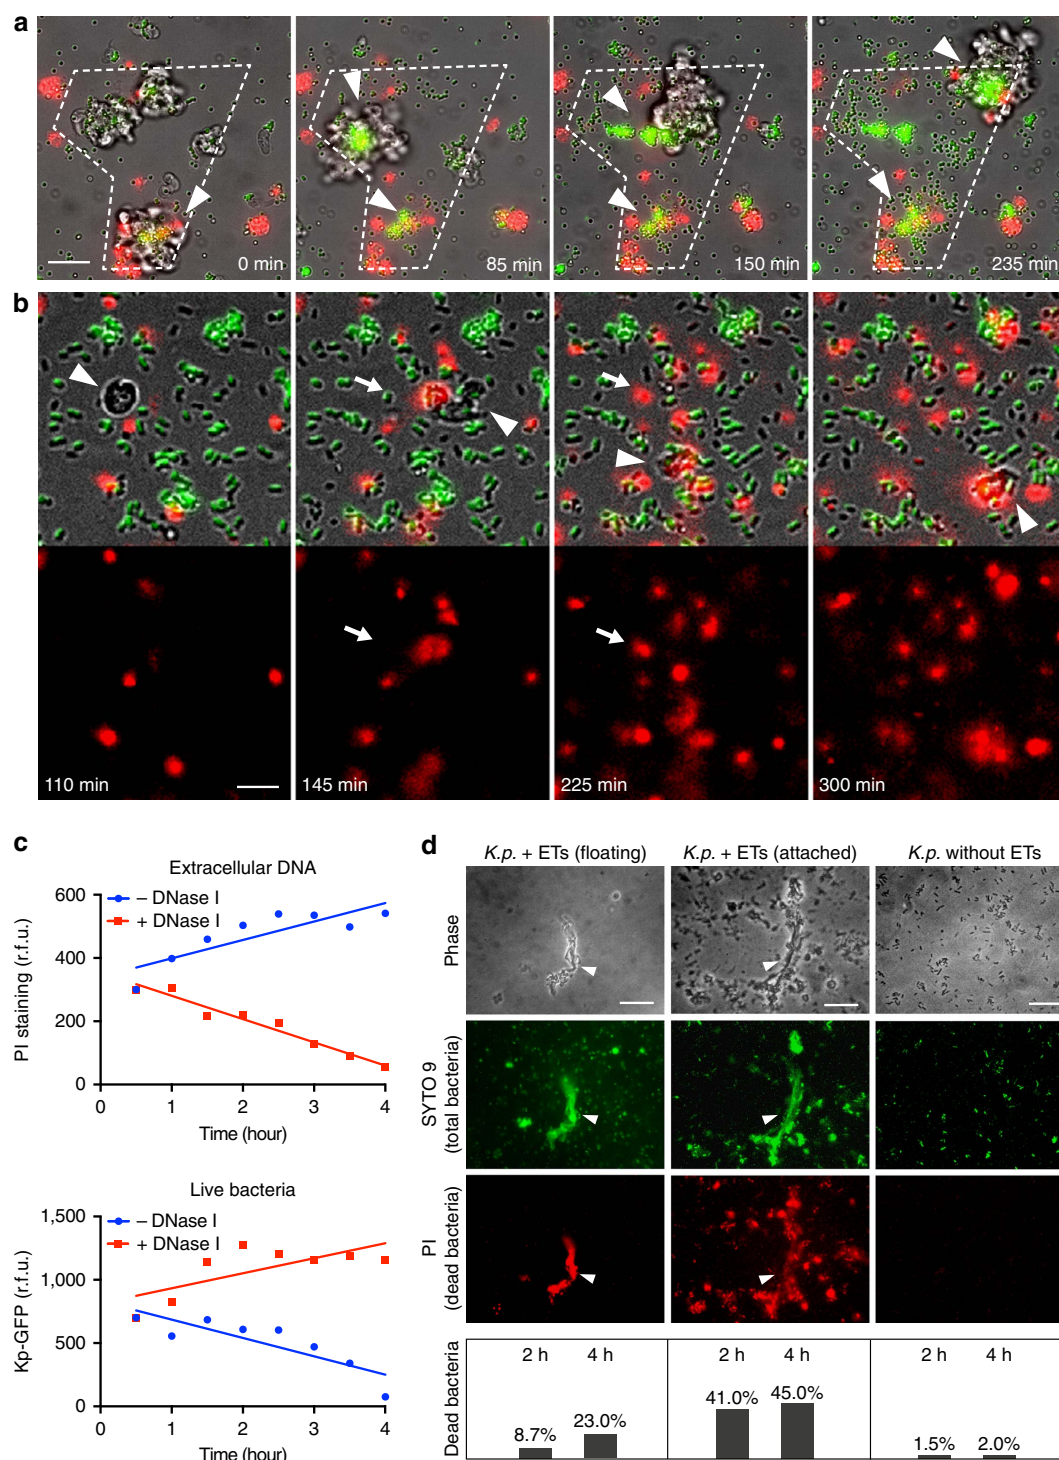 a
0 min
85 min
150 min
235 min
b
110 min
145 min
225 min
300 min
c
Extracellular DNA
600
400
200
0
– DNase I
+ DNase I
PI staining (r.f.u.)
0 1 2 3 4
Time (hour)
Live bacteria
1,500
1,000
500
0
– DNase I
+ DNase I
Kp-GFP (r.f.u.)
0 1 2 3 4
Time (hour)
d
K.p. + ETs (floating)
K.p. + ETs (attached)
K.p. without ETs
Phase
SYTO 9
(total bacteria)
PI
(dead bacteria)
Dead bacteria
2 h 4 h
8.7% 23.0%
2 h 4 h
41.0% 45.0%
2 h 4 h
1.5% 2.0%